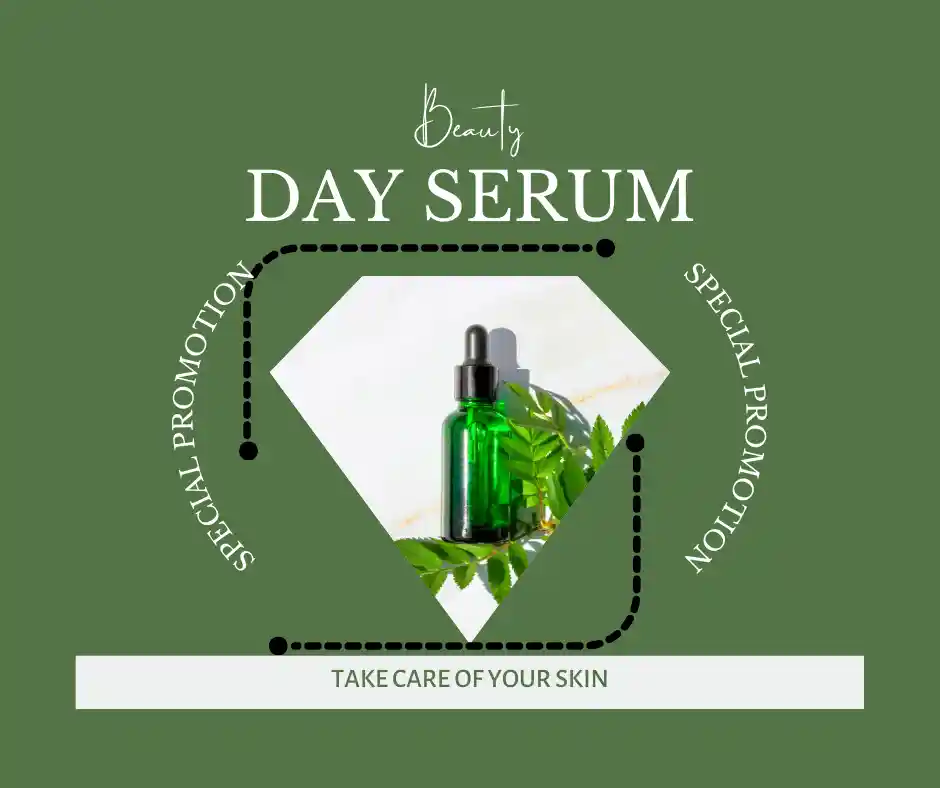 Beauty
DAY SERUM
SPECIAL PROMOTION
SPECIAL PROMOTION
TAKE CARE OF YOUR SKIN